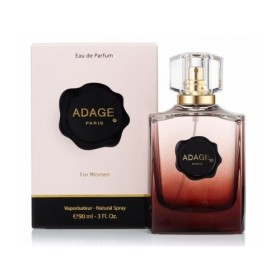 Eau de Parfum
ADAGE
PARIS
For Women
Vaporisateur - Natural Spray
℮ 90 ml - 3 Fl. Oz.
ADAGE
PARIS